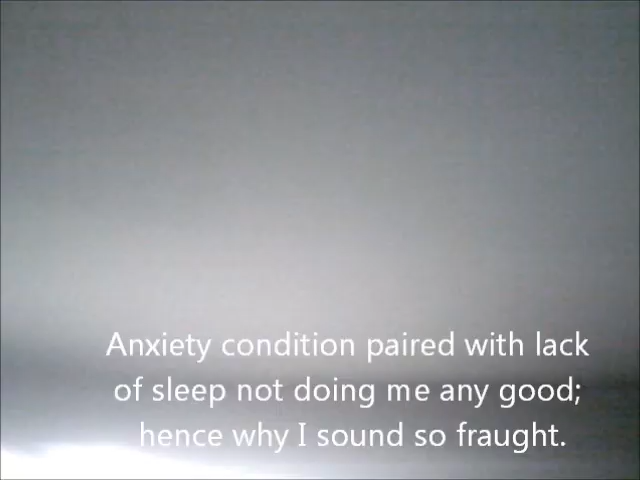 Anxiety condition paired with lack
of sleep not doing me any good;
hence why I sound so fraught.